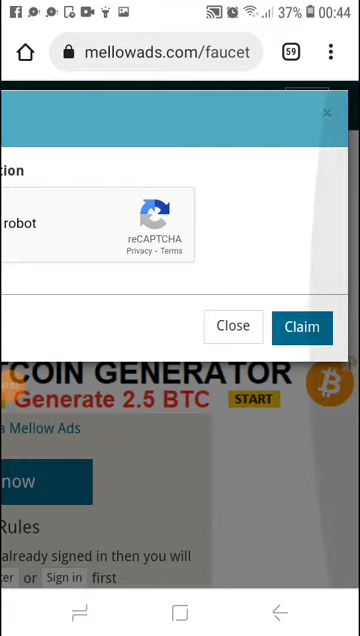 37% 00:44
mellowads.com/faucet
59
×
tion
robot
reCAPTCHA
Privacy - Terms
Close
Claim
TCOIN GENERATOR
Generate 2.5 BTC START
a Mellow Ads
now
Rules
already signed in then you will
ter or Sign in first